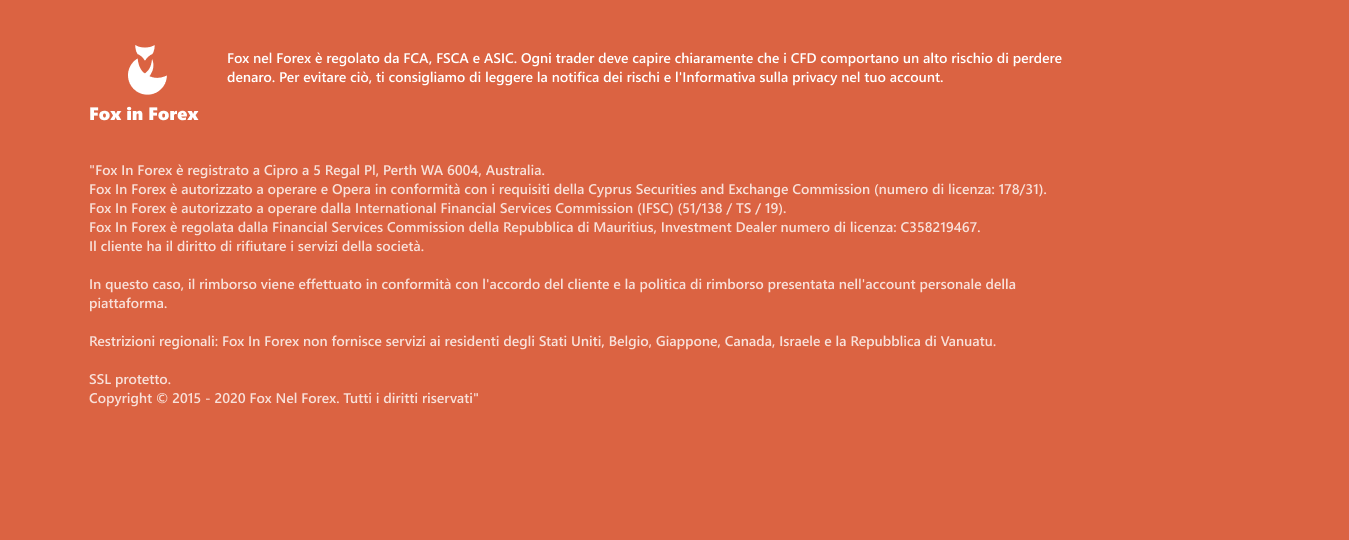 Fox nel Forex è regolato da FCA, FSCA e ASIC. Ogni trader deve capire chiaramente che i CFD comportano un alto rischio di perdere
denaro. Per evitare ciò, ti consigliamo di leggere la notifica dei rischi e l'Informativa sulla privacy nel tuo account.
Fox in Forex
"Fox In Forex è registrato a Cipro a 5 Regal Pl, Perth WA 6004, Australia.
Fox In Forex è autorizzato a operare e Opera in conformità con i requisiti della Cyprus Securities and Exchange Commission (numero di licenza: 178/31).
Fox In Forex è autorizzato a operare dalla International Financial Services Commission (IFSC) (51/138 / TS / 19).
Fox In Forex è regolata dalla Financial Services Commission della Repubblica di Mauritius, Investment Dealer numero di licenza: C358219467.
Il cliente ha il diritto di rifiutare i servizi della società.
In questo caso, il rimborso viene effettuato in conformità con l'accordo del cliente e la politica di rimborso presentata nell'account personale della
piattaforma.
Restrizioni regionali: Fox In Forex non fornisce servizi ai residenti degli Stati Uniti, Belgio, Giappone, Canada, Israele e la Repubblica di Vanuatu.
SSL protetto.
Copyright © 2015 - 2020 Fox Nel Forex. Tutti i diritti riservati"